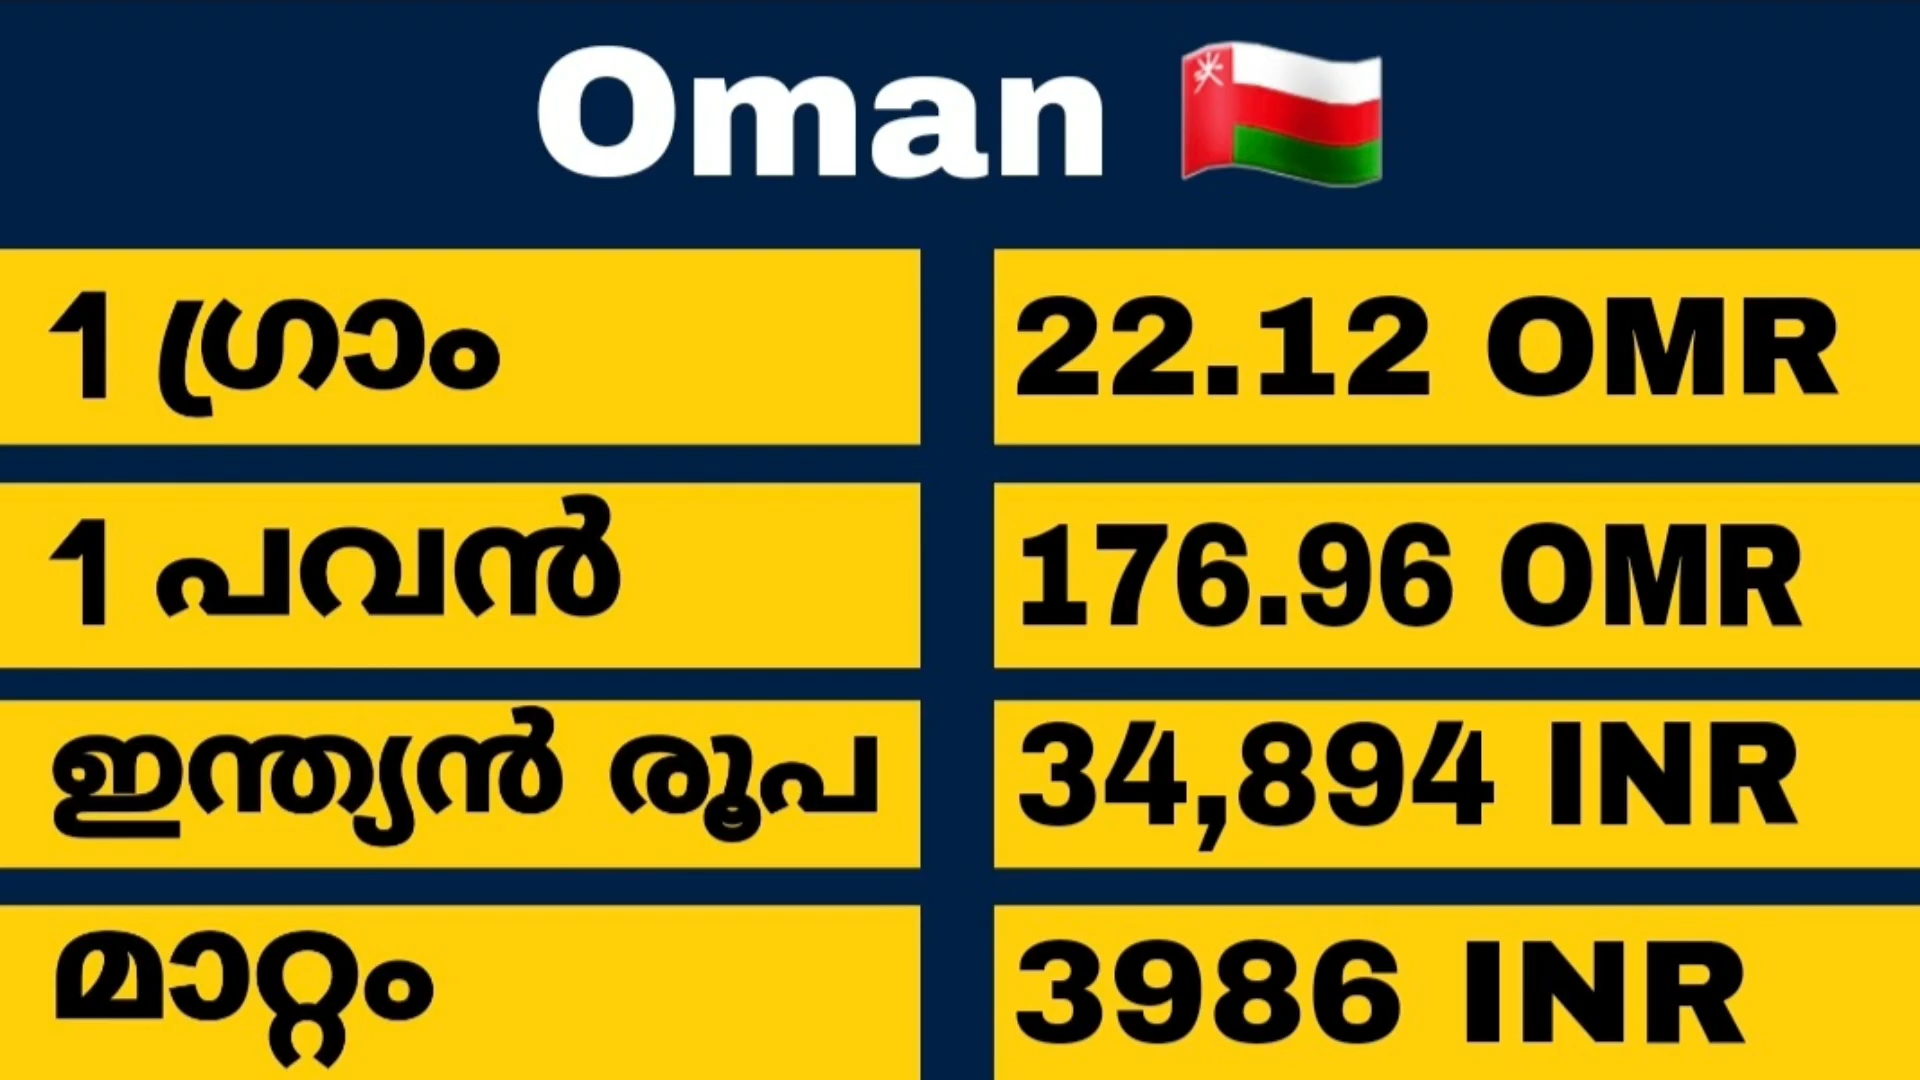 Oman
1 ഗ്രാം 22.12 OMR
1 പവൻ 176.96 OMR
ഇന്ത്യൻ രൂപ 34,894 INR
മാറ്റം 3986 INR